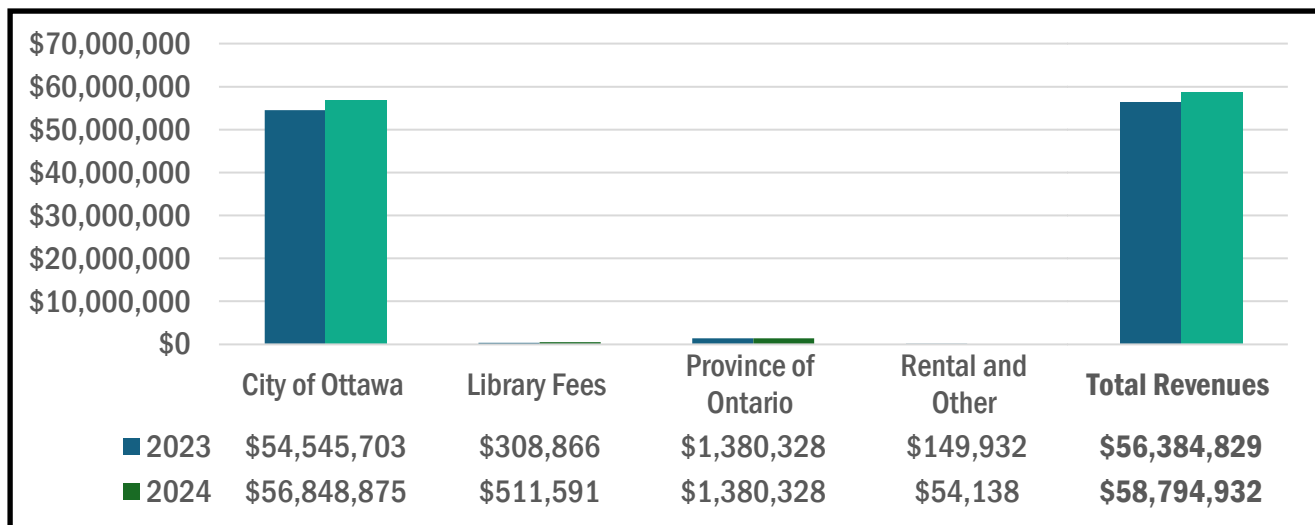 $70,000,000
$60,000,000
$50,000,000
$40,000,000
$30,000,000
$20,000,000
$10,000,000
$0
City of Ottawa
Library Fees
Province of
Ontario
Rental and
Other
Total Revenues
2023 $54,545,703 $308,866 $1,380,328 $149,932 $56,384,829
2024 $56,848,875 $511,591 $1,380,328 $54,138 $58,794,932